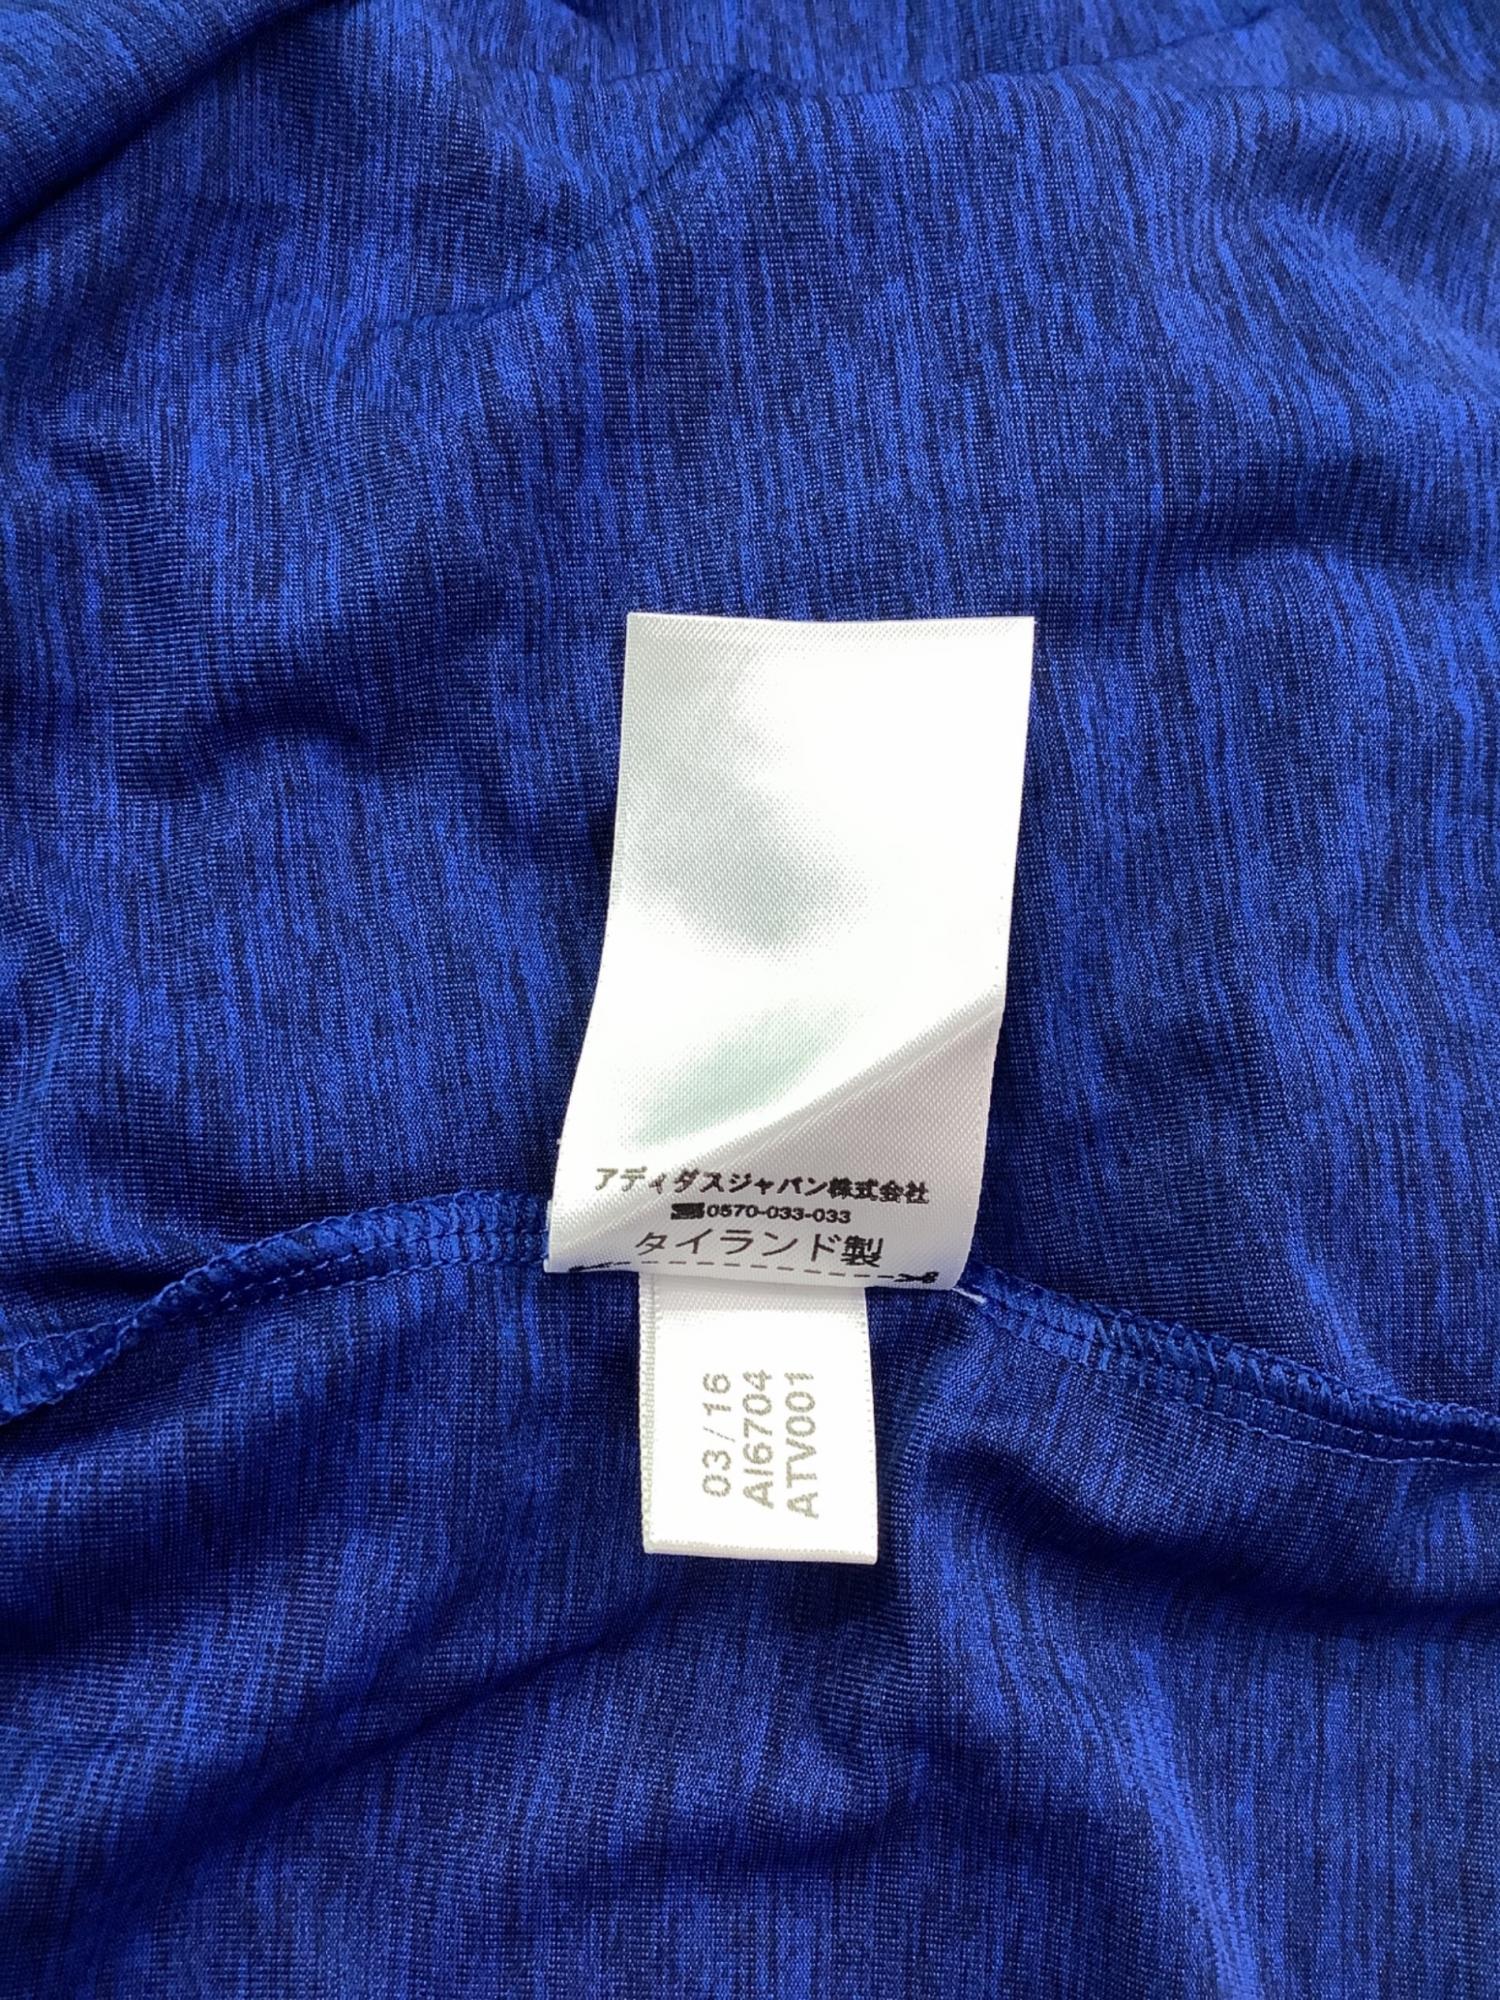 アディダスジャパン株式会社
☎0570-033-033
タイランド製
03/16
AI6704
ATV001